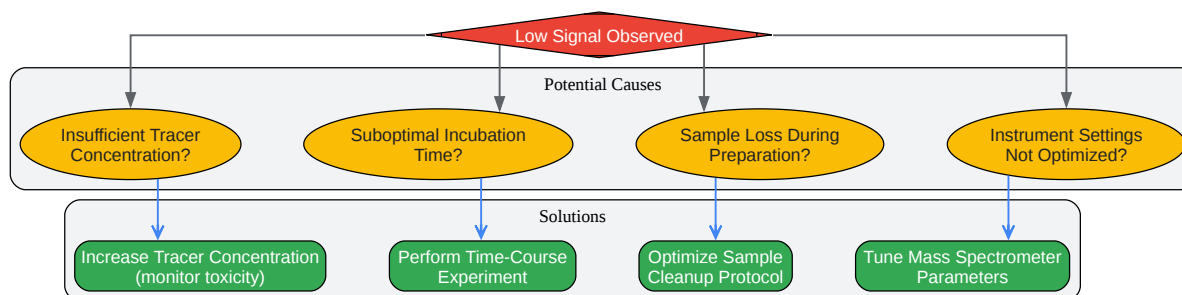 Low Signal Observed
Potential Causes
Insufficient Tracer
Concentration?
Suboptimal Incubation
Time?
Sample Loss During
Preparation?
Instrument Settings
Not Optimized?
Solutions
Increase Tracer Concentration
(monitor toxicity)
Perform Time-Course
Experiment
Optimize Sample
Cleanup Protocol
Tune Mass Spectrometer
Parameters